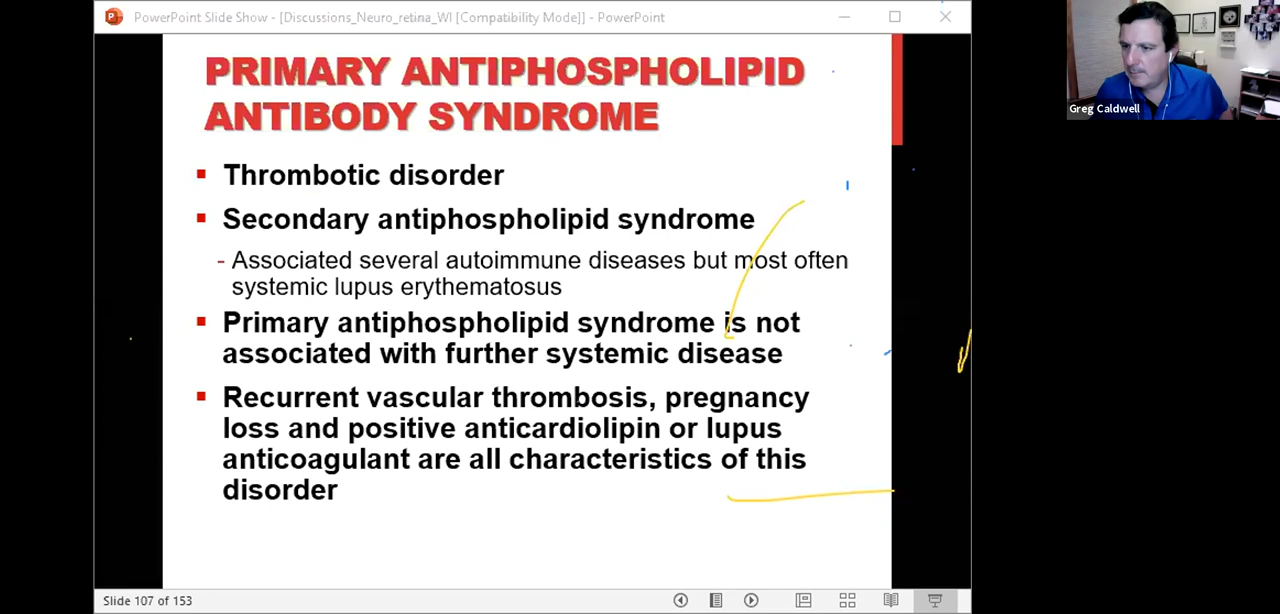 PowerPoint Slide Show - [Discussions_Neuro_retina_WI [Compatibility Mode]] - PowerPoint
PRIMARY ANTIPHOSPHOLIPID
ANTIBODY SYNDROME
Thrombotic disorder
Secondary antiphospholipid syndrome
- Associated several autoimmune diseases but most often
systemic lupus erythematosus
Primary antiphospholipid syndrome is not
associated with further systemic disease
Recurrent vascular thrombosis, pregnancy
loss and positive anticardiolipin or lupus
anticoagulant are all characteristics of this
disorder
Slide 107 of 153
Greg Caldwell